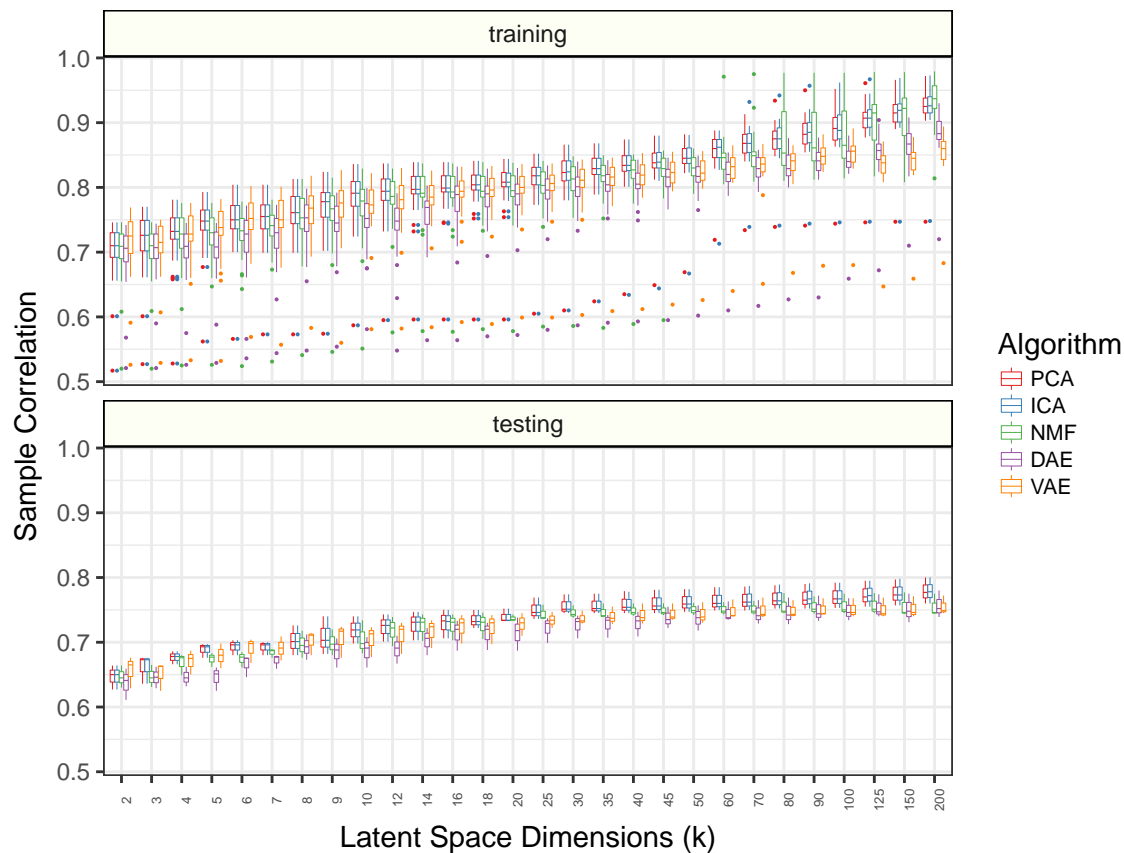 training
1.0
0.9
0.8
0.7
0.6
0.5
testing
1.0
0.9
0.8
0.7
0.6
0.5
Sample Correlation
2 3 4 5 6 7 8 9 10 12 14 16 18 20 25 30 35 40 45 50 60 70 80 90 100 125 150 200
Latent Space Dimensions (k)
Algorithm
PCA
ICA
NMF
DAE
VAE